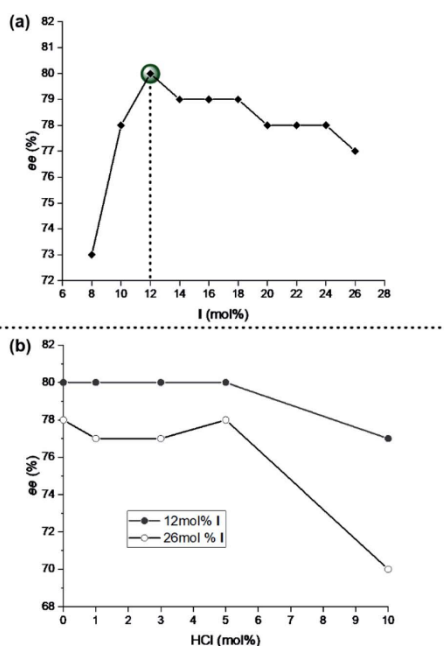 (a)
82
81
80
79
78
77
76
75
74
73
72
ee (%)
6 8 10 12 14 16 18 20 22 24 26 28
I (mol%)
(b)
82
80
78
76
74
72
70
68
ee (%)
12mol% I
26mol % I
0 1 2 3 4 5 6 7 8 9 10
HCl (mol%)